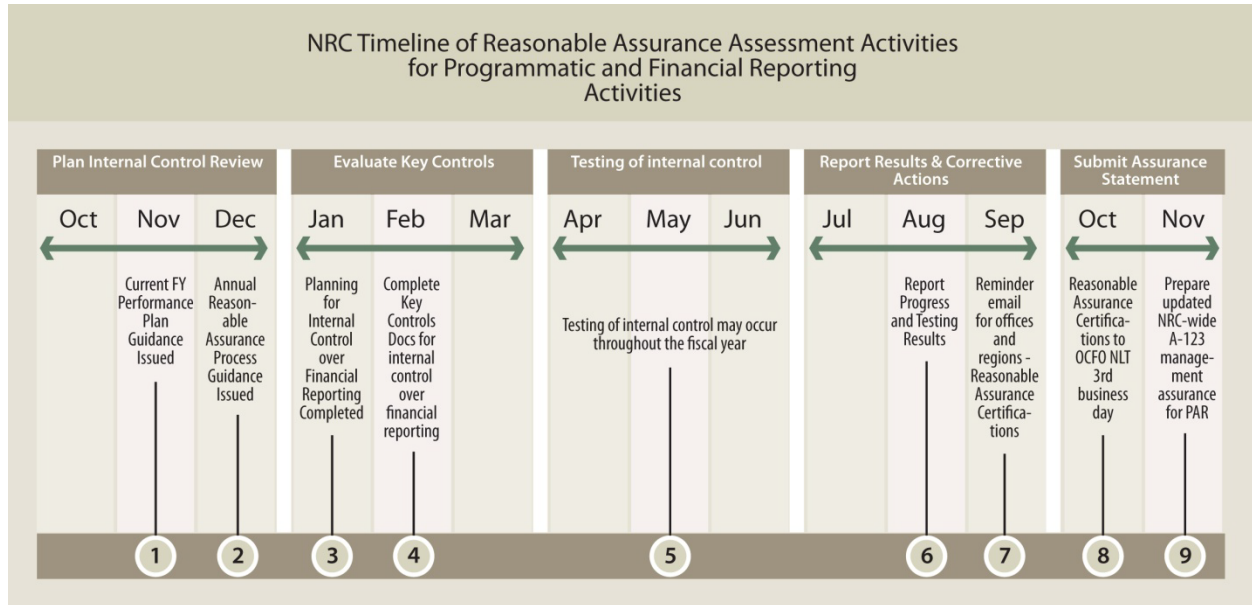 NRC Timeline of Reasonable Assurance Assessment Activities
for Programmatic and Financial Reporting
Activities
Plan Internal Control Review
Oct
Nov
Dec
Current FY
Performance
Plan
Guidance
Issued
Annual
Reason-
able
Assurance
Process
Guidance
Issued
Evaluate Key Controls
Jan
Feb
Mar
Planning
for
Internal
Control
over
Financial
Reporting
Completed
Complete
Key
Controls
Docs for
internal
control
over
financial
reporting
Testing of internal control
Apr
May
Jun
Testing of internal control may occur
throughout the fiscal year
Report Results & Corrective
Actions
Jul
Aug
Sep
Report
Progress
and Testing
Results
Reminder
email
for offices
and
regions -
Reasonable
Assurance
Certifica-
tions
Submit Assurance
Statement
Oct
Nov
Reasonable
Assurance
Certifica-
tions to
OCFO NLT
3rd
business
day
Prepare
updated
NRC-wide
A-123
manage-
ment
assurance
for PAR
1
2
3
4
5
6
7
8
9